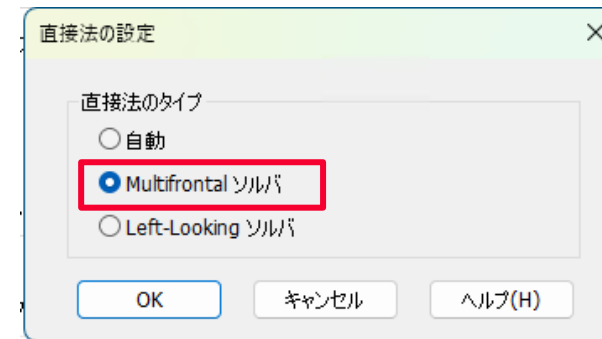 直接法の設定
直接法のタイプ
自動
Multifrontal ソルバ
Left-Looking ソルバ
OK キャンセル ヘルプ(H)